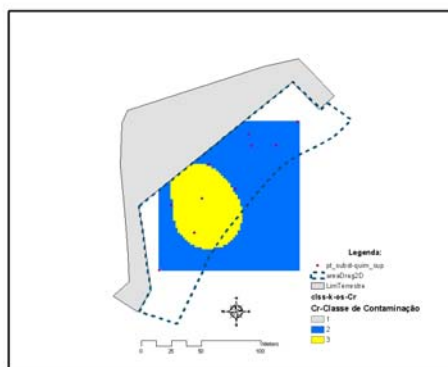 Legenda:
pt_subst-quim_sup
areaDrag2D
LimTerrestre
clss-k-es-Cr
Cr-Classe de Contaminação
1
2
3
0 25 50 100
Meters